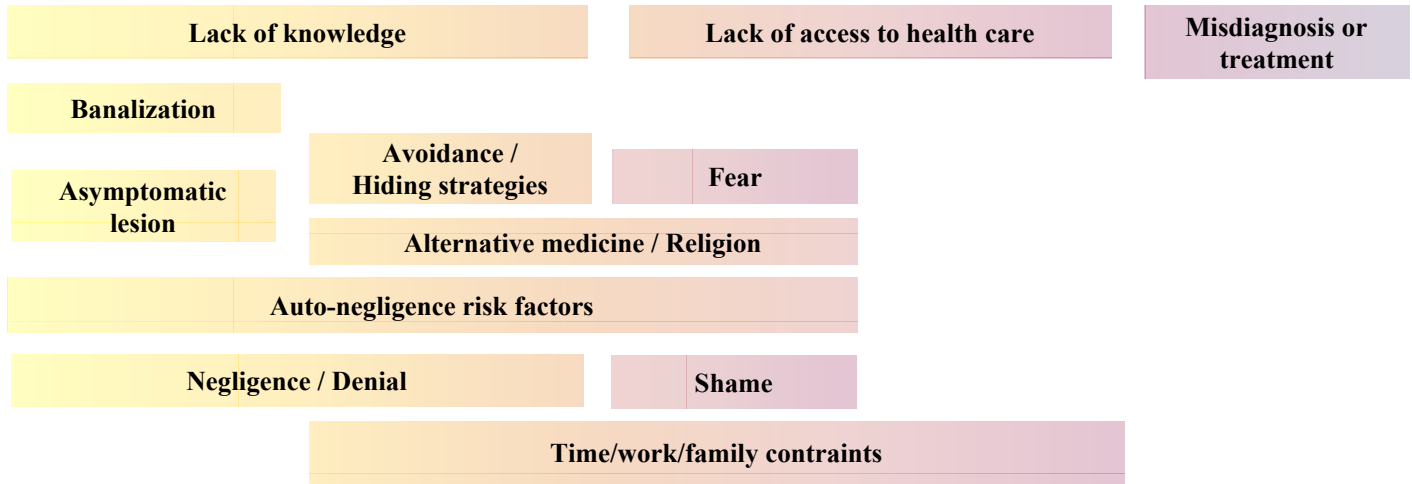 Lack of knowledge
Lack of access to health care
Misdiagnosis or
treatment
Banalization
Avoidance /
Hiding strategies
Fear
Asymptomatic
lesion
Alternative medicine / Religion
Auto-negligence risk factors
Negligence / Denial
Shame
Time/work/family contraints